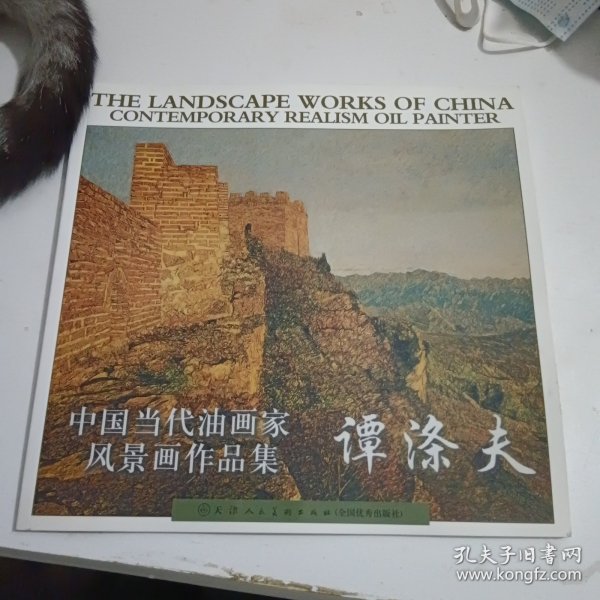 THE LANDSCAPE WORKS OF CHINA
CONTEMPORARY REALISM OIL PAINTER
中国当代油画家
风景画作品集
谭涤夫
天津人民美术出版社(全国优秀出版社)
孔夫子旧书网
www.kongfz.com